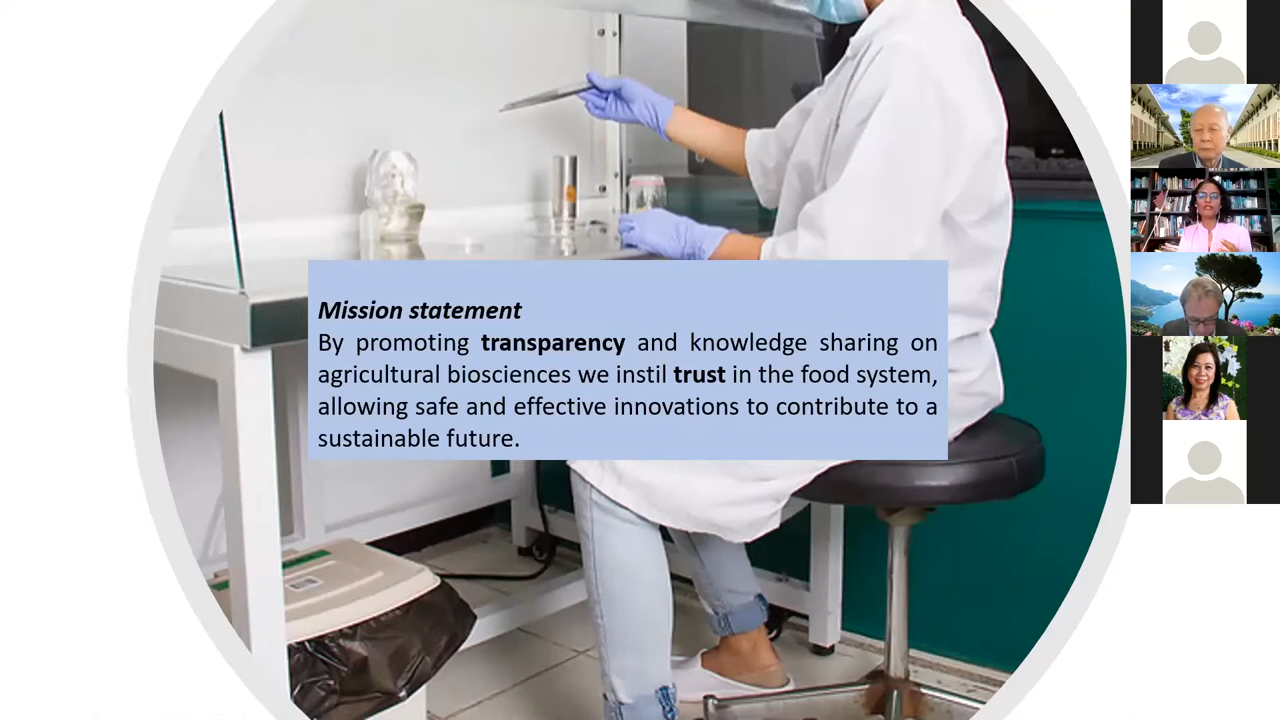 Mission statement
By promoting transparency and knowledge sharing on
agricultural biosciences we instil trust in the food system,
allowing safe and effective innovations to contribute to a
sustainable future.